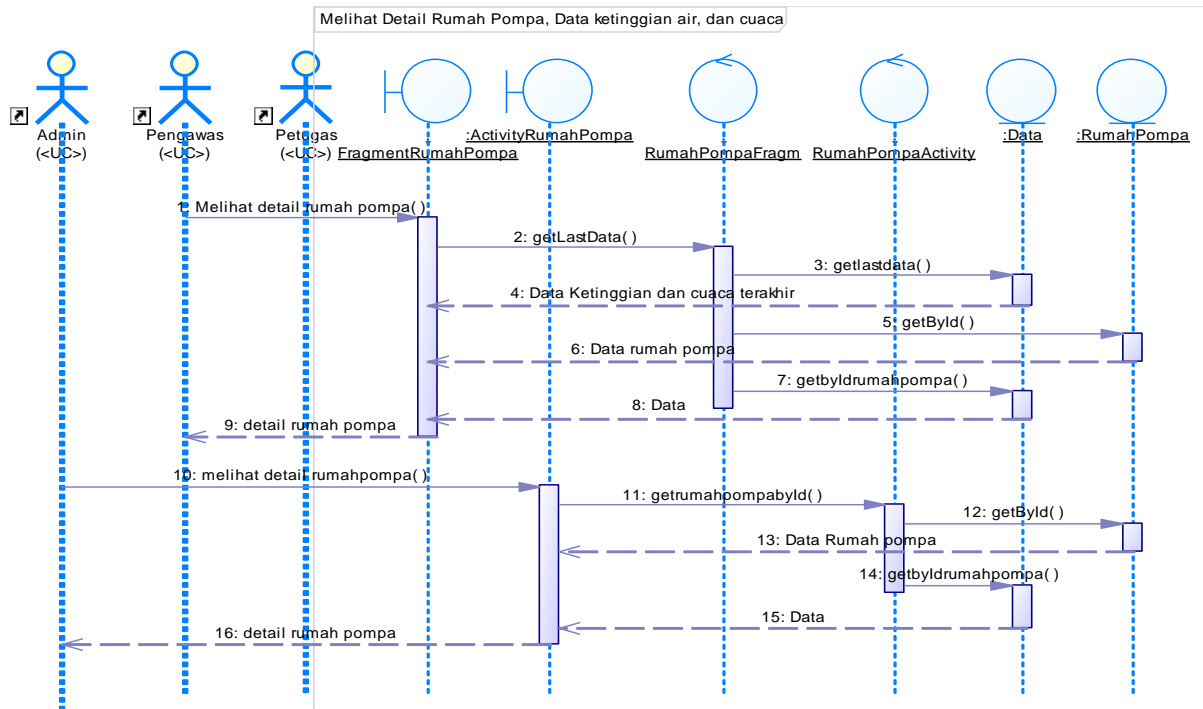 Melihat Detail Rumah Pompa, Data ketinggian air, dan cuaca
Admin
(<UC>)
Pengawas
(<UC>)
Petugas
(<UC>)
:
FragmentRumahPompa
:ActivityRumahPompa
:
RumahPompaFragm
:
RumahPompaActivity
:Data
:RumahPompa
1: Melihat detail rumah pompa( )
2: getLastData( )
3: getlastdata( )
4: Data Ketinggian dan cuaca terakhir
5: getById( )
6: Data rumah pompa
7: getbyIdrumahpompa( )
8: Data
9: detail rumah pompa
10: melihat detail rumahpompa( )
11: getrumahpompabyId( )
12: getById( )
13: Data Rumah pompa
14: getbyIdrumahpompa( )
15: Data
16: detail rumah pompa